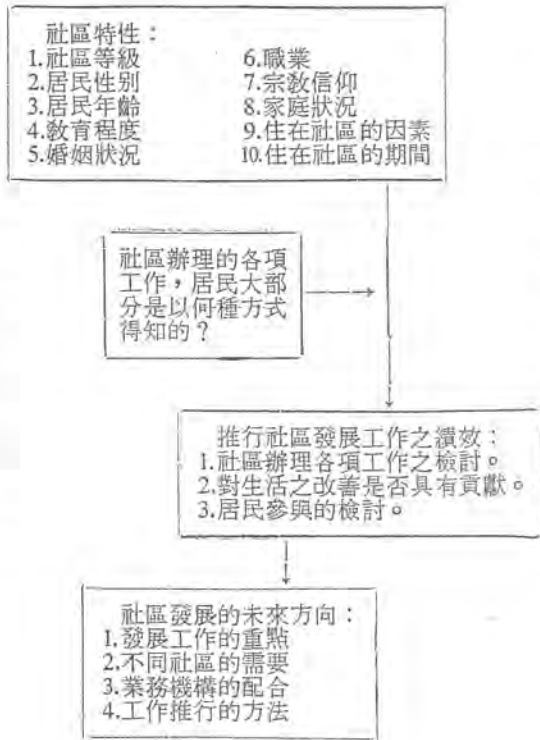 社區特性：
1.社區等級
2.居民性別
3.居民年齡
4.教育程度
5.婚姻狀況
6.職業
7.宗教信仰
8.家庭狀況
9.住在社區的因素
10.住在社區的期間
社區辦理的各項
工作，居民大部
分是以何種方式
得知的？
推行社區發展工作之績效：
1.社區辦理各項工作之檢討。
2.對生活之改善是否具有貢獻。
3.居民參與的檢討。
社區發展的未來方向：
1.發展工作的重點
2.不同社區的需要
3.業務機構的配合
4.工作推行的方法